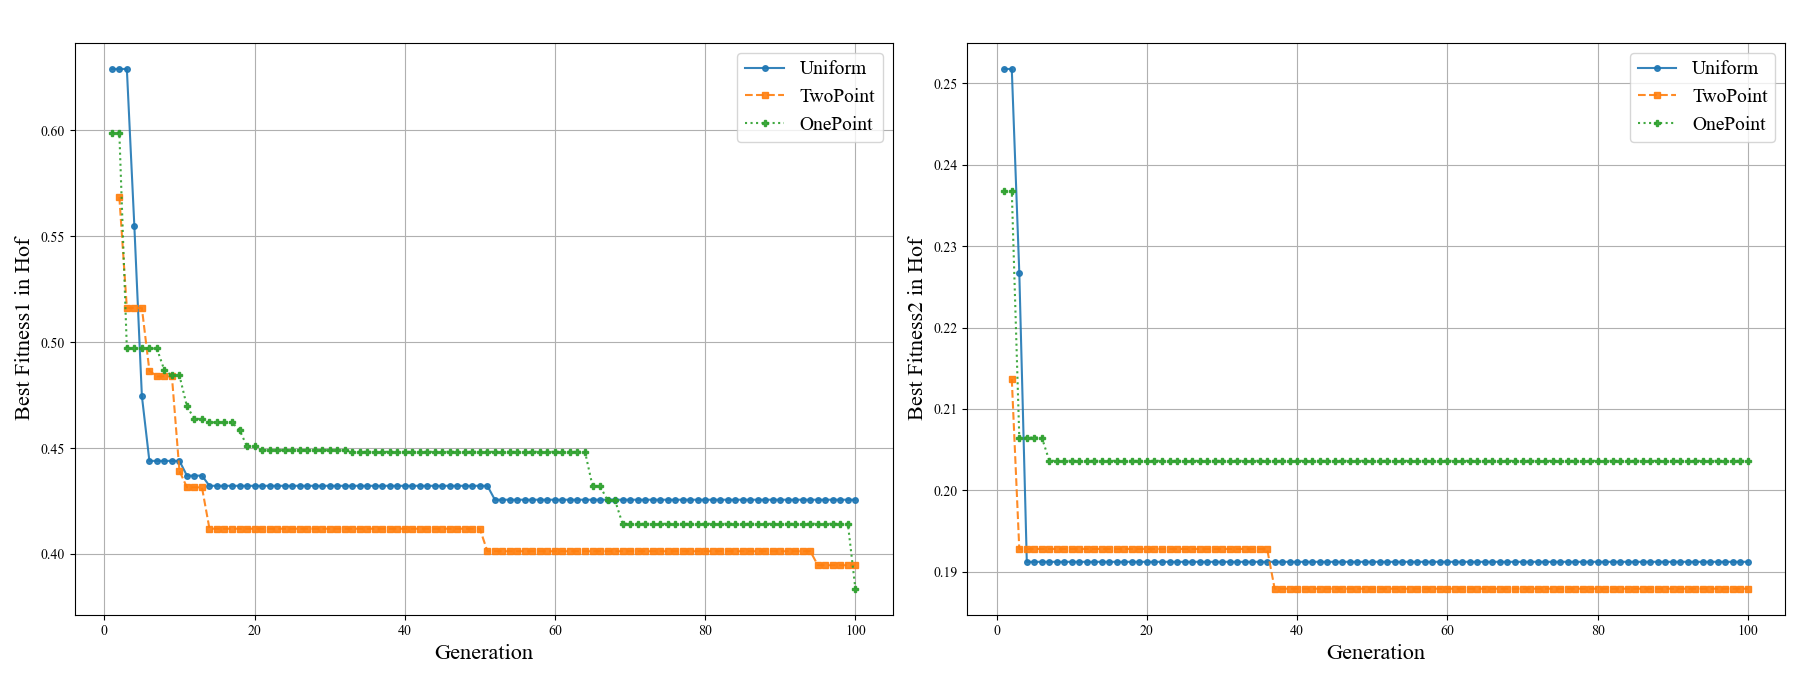 Best Fitness1 in Hof
0.60
0.55
0.50
0.45
0.40
0 20 40 60 80 100
Generation
Uniform
TwoPoint
OnePoint
Best Fitness2 in Hof
0.25
0.24
0.23
0.22
0.21
0.20
0.19
0 20 40 60 80 100
Generation
Uniform
TwoPoint
OnePoint